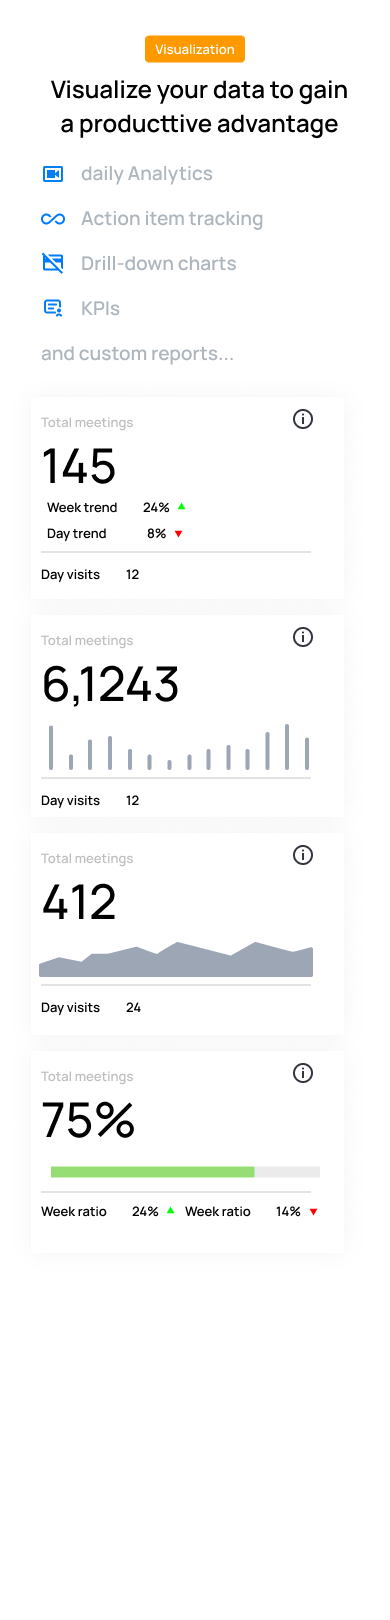 Visualization
Visualize your data to gain
a producttive advantage
daily Analytics
Action item tracking
Drill-down charts
KPIs
and custom reports...
Total meetings
145
Week trend 24%
Day trend 8%
Day visits 12
Total meetings
6,1243
Day visits 12
Total meetings
412
Day visits 24
Total meetings
75%
Week ratio 24% Week ratio 14%